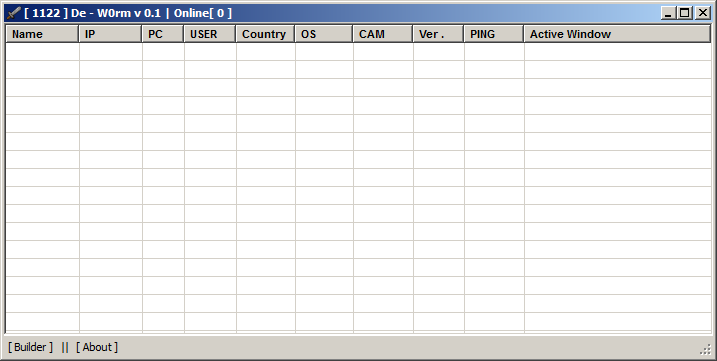 [ 1122 ] De - W0rm v 0.1 | Online[ 0 ]
Name IP PC USER Country OS CAM Ver . PING Active Window
[ Builder ] || [ About ]